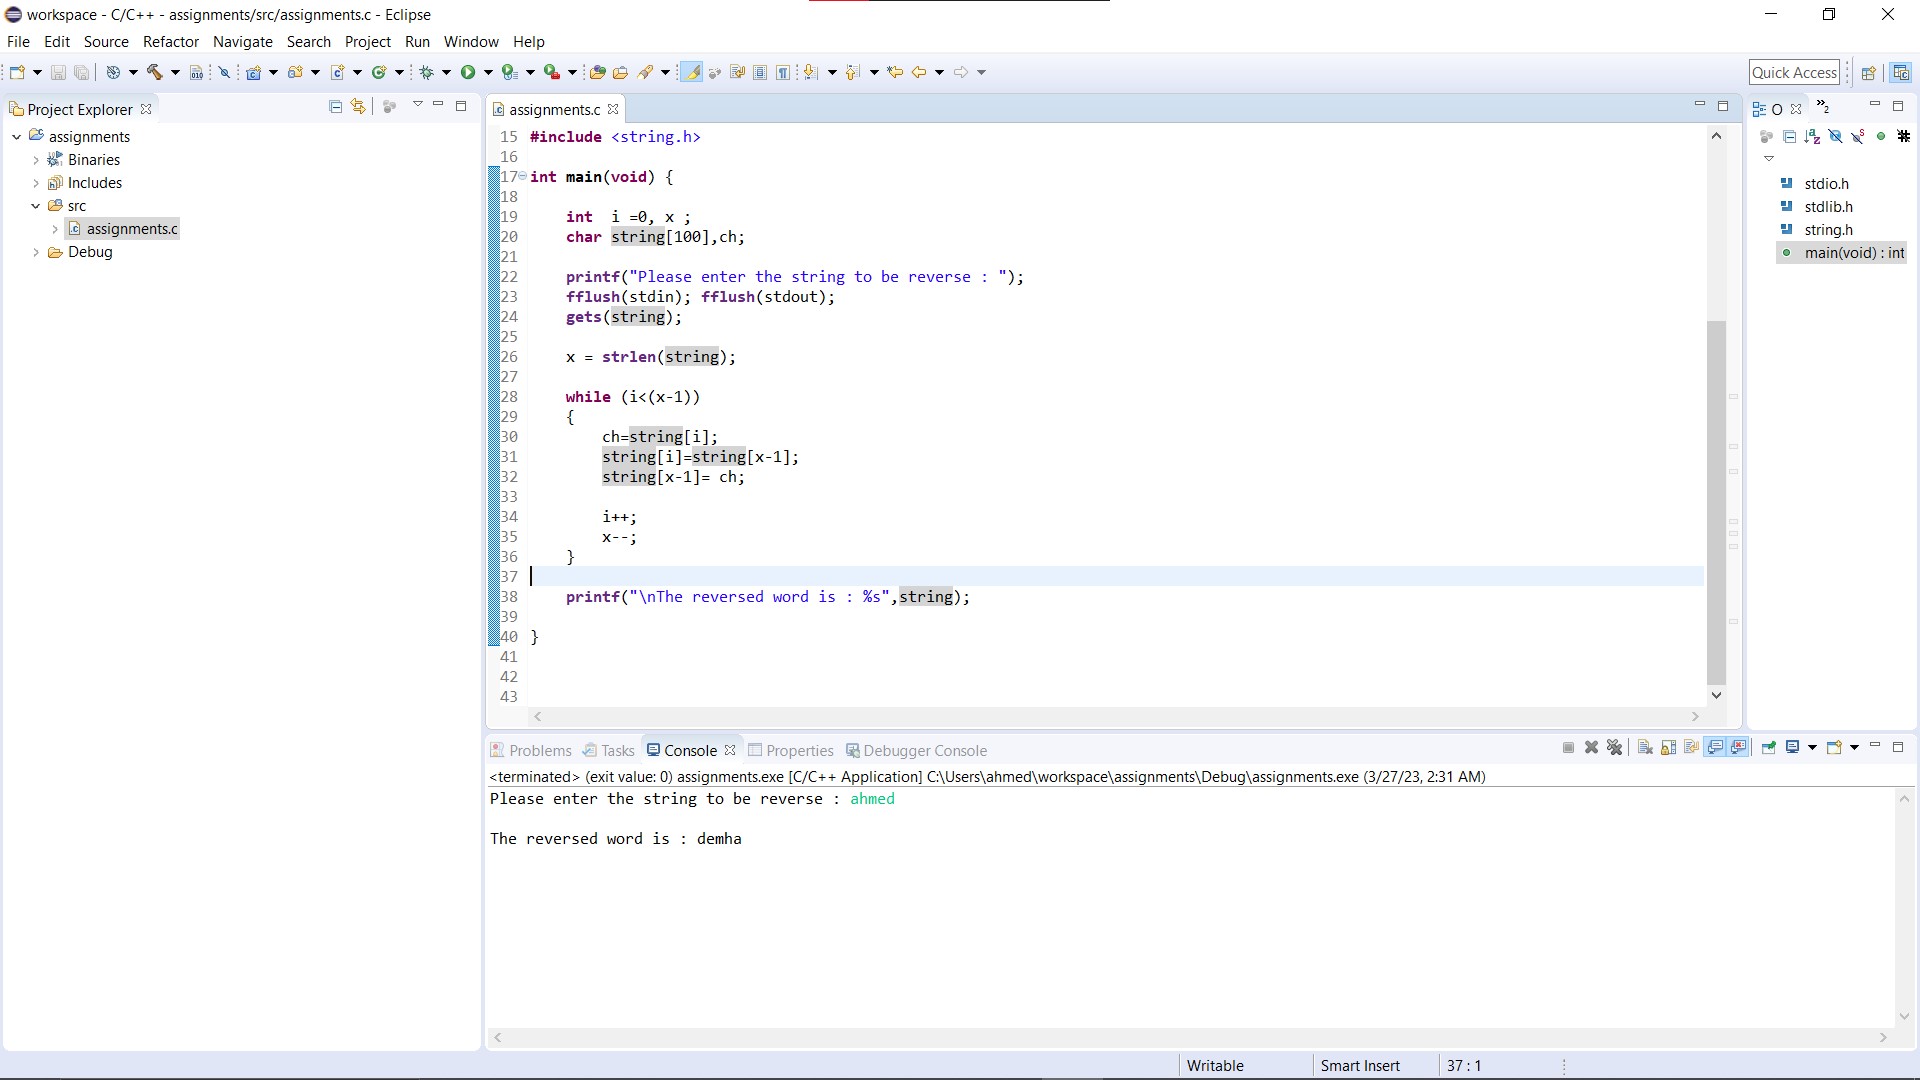 workspace - C/C++ - assignments/src/assignments.c - Eclipse
File Edit Source Refactor Navigate Search Project Run Window Help
Quick Access
Project Explorer
assignments
Binaries
Includes
src
assignments.c
Debug
assignments.c
15 #include <string.h>
16
17 int main(void) {
18
19 int  i =0, x ;
20 char string[100],ch;
21
22 printf("Please enter the string to be reverse : ");
23 fflush(stdin); fflush(stdout);
24 gets(string);
25
26 x = strlen(string);
27
28 while (i<(x-1))
29 {
30 ch=string[i];
31 string[i]=string[x-1];
32 string[x-1]= ch;
33
34 i++;
35 x--;
36 }
37
38 printf("\nThe reversed word is : %s",string);
39
40 }
41
42
43
O
»2
stdio.h
stdlib.h
string.h
main(void) : int
Problems Tasks Console Properties Debugger Console
<terminated> (exit value: 0) assignments.exe [C/C++ Application] C:\Users\ahmed\workspace\assignments\Debug\assignments.exe (3/27/23, 2:31 AM)
Please enter the string to be reverse : ahmed
The reversed word is : demha
Writable Smart Insert 37 : 1